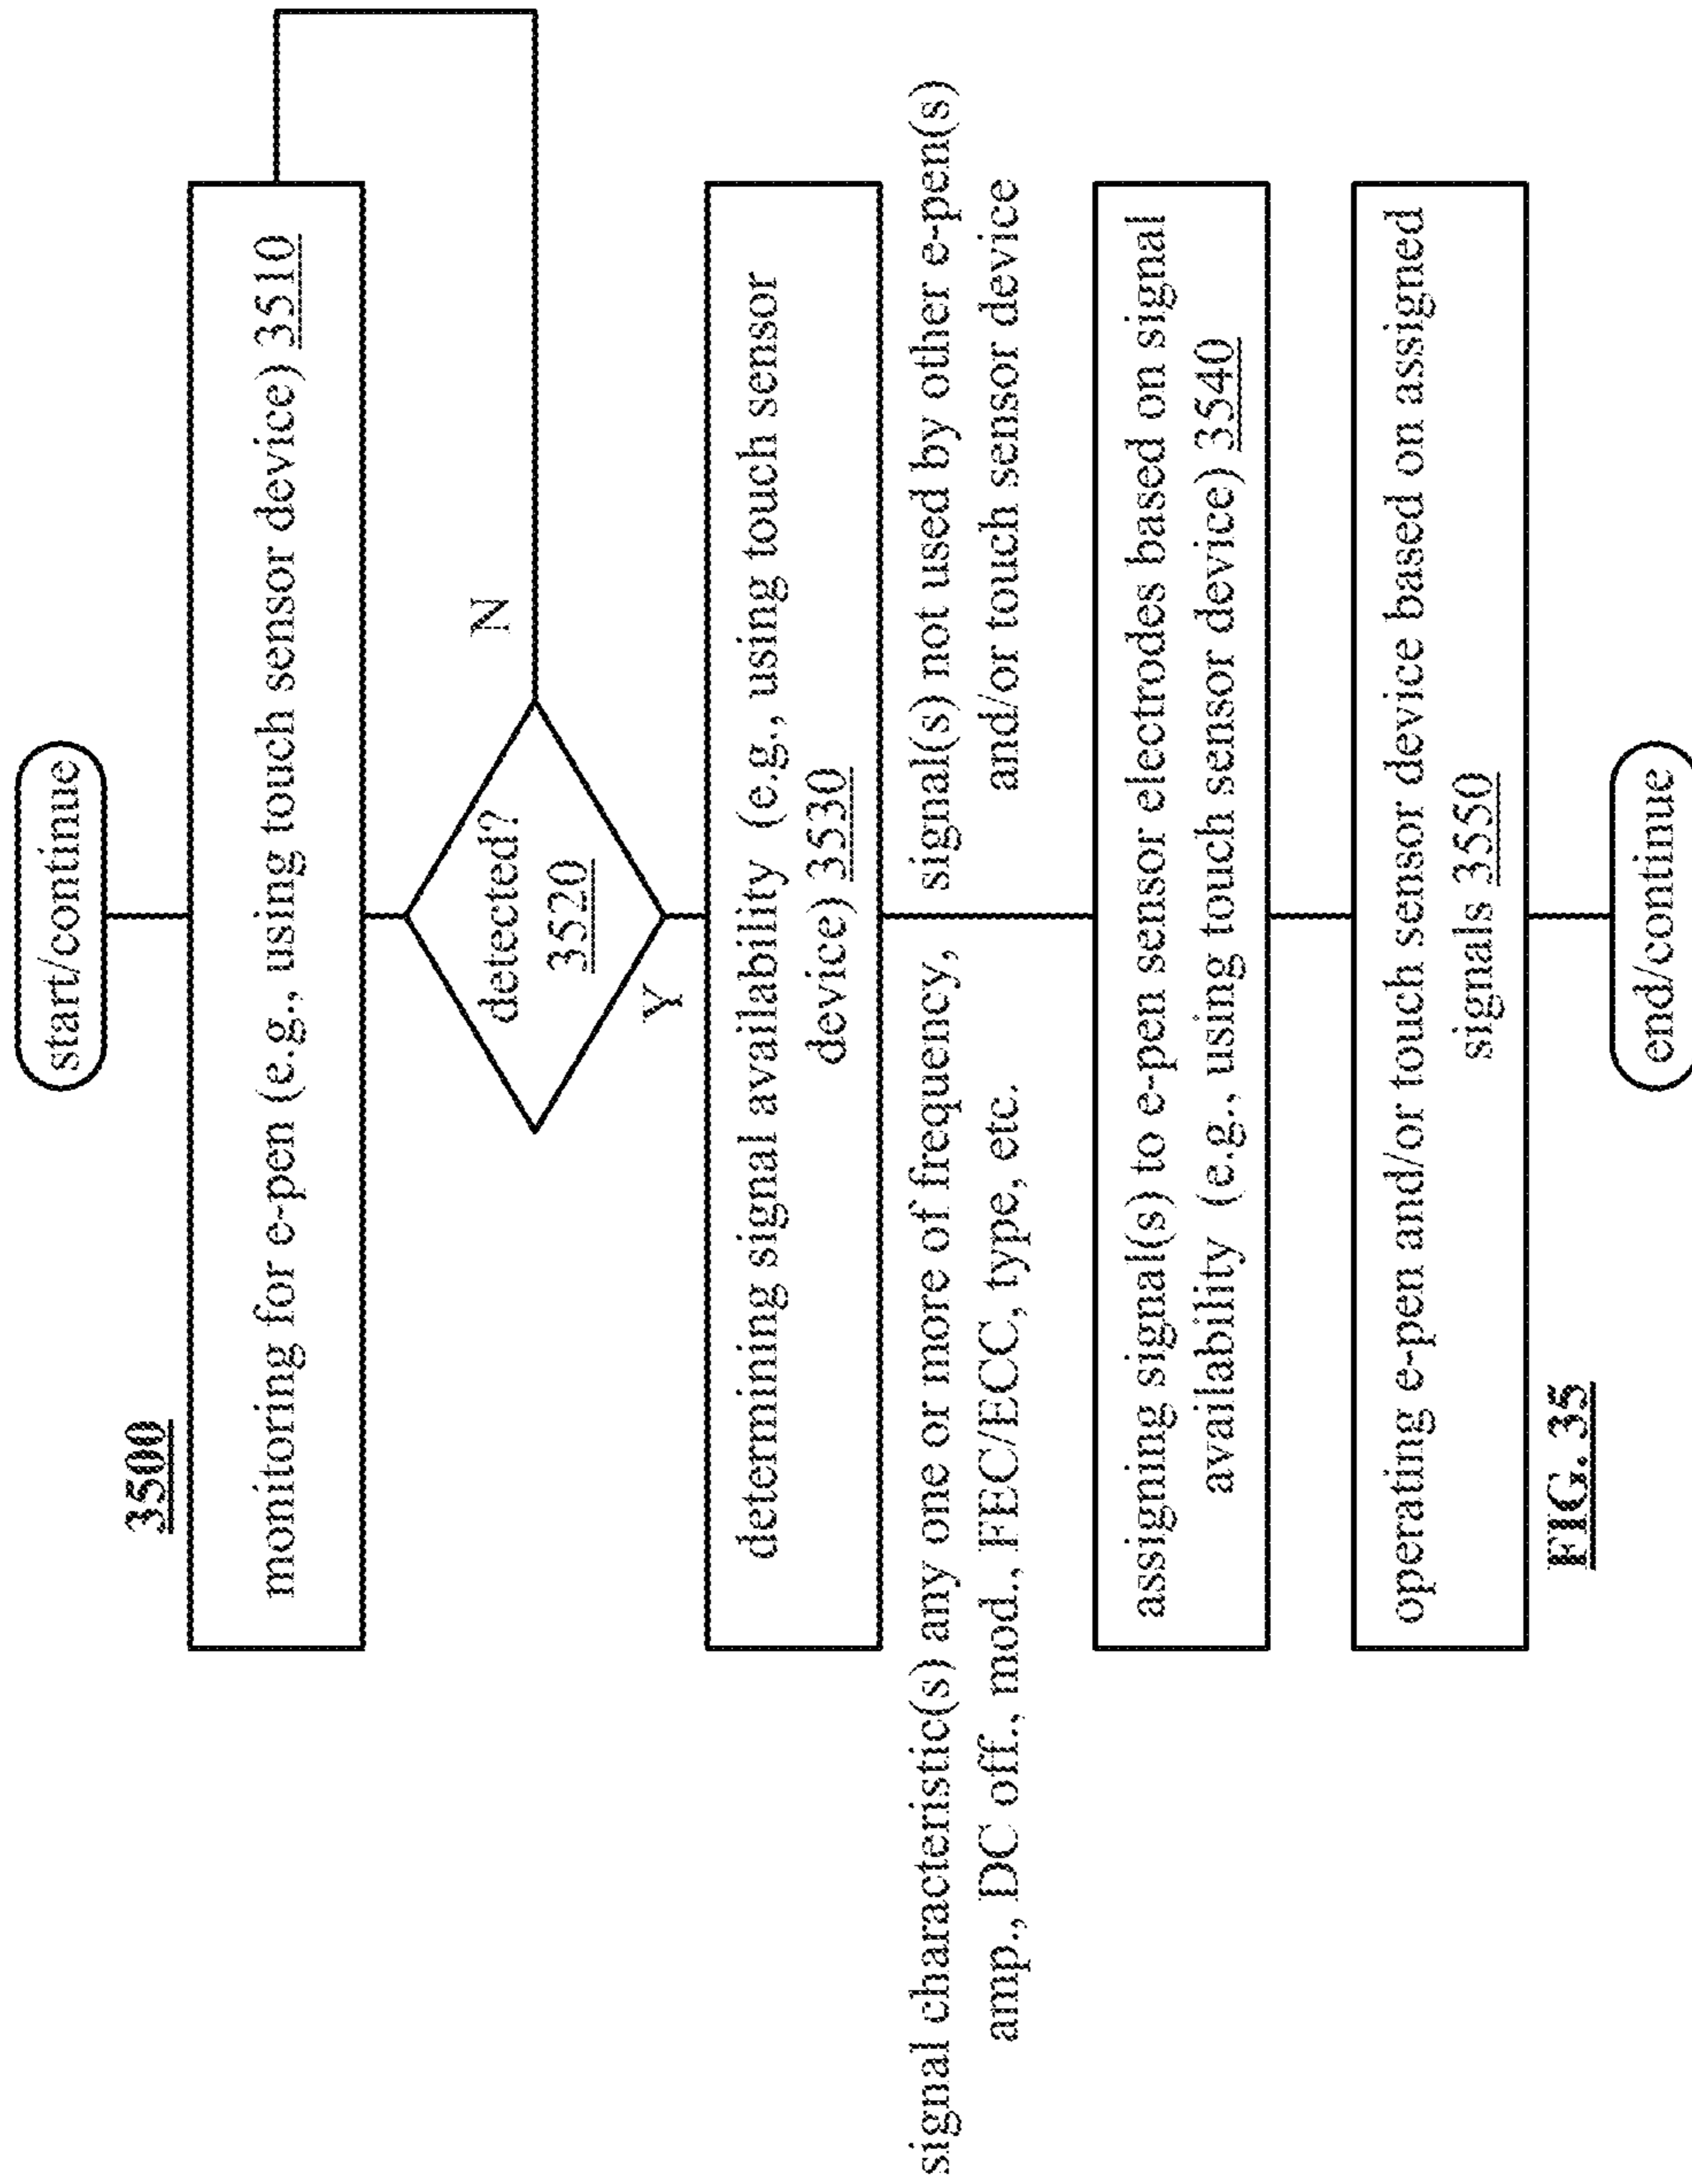 start/continue
3500
monitoring for e-pen (e.g., using touch sensor device) 3510
detected?
3520
N
Y
determining signal availability (e.g., using touch sensor
device) 3530
signal characteristic(s) any one or more of frequency,
amp., DC off., mod., FEC/ECC, type, etc.
signal(s) not used by other e-pen(s)
and/or touch sensor device
assigning signal(s) to e-pen sensor electrodes based on signal
availability (e.g., using touch sensor device) 3540
operating e-pen and/or touch sensor device based on assigned
signals 3550
FIG. 35
end/continue